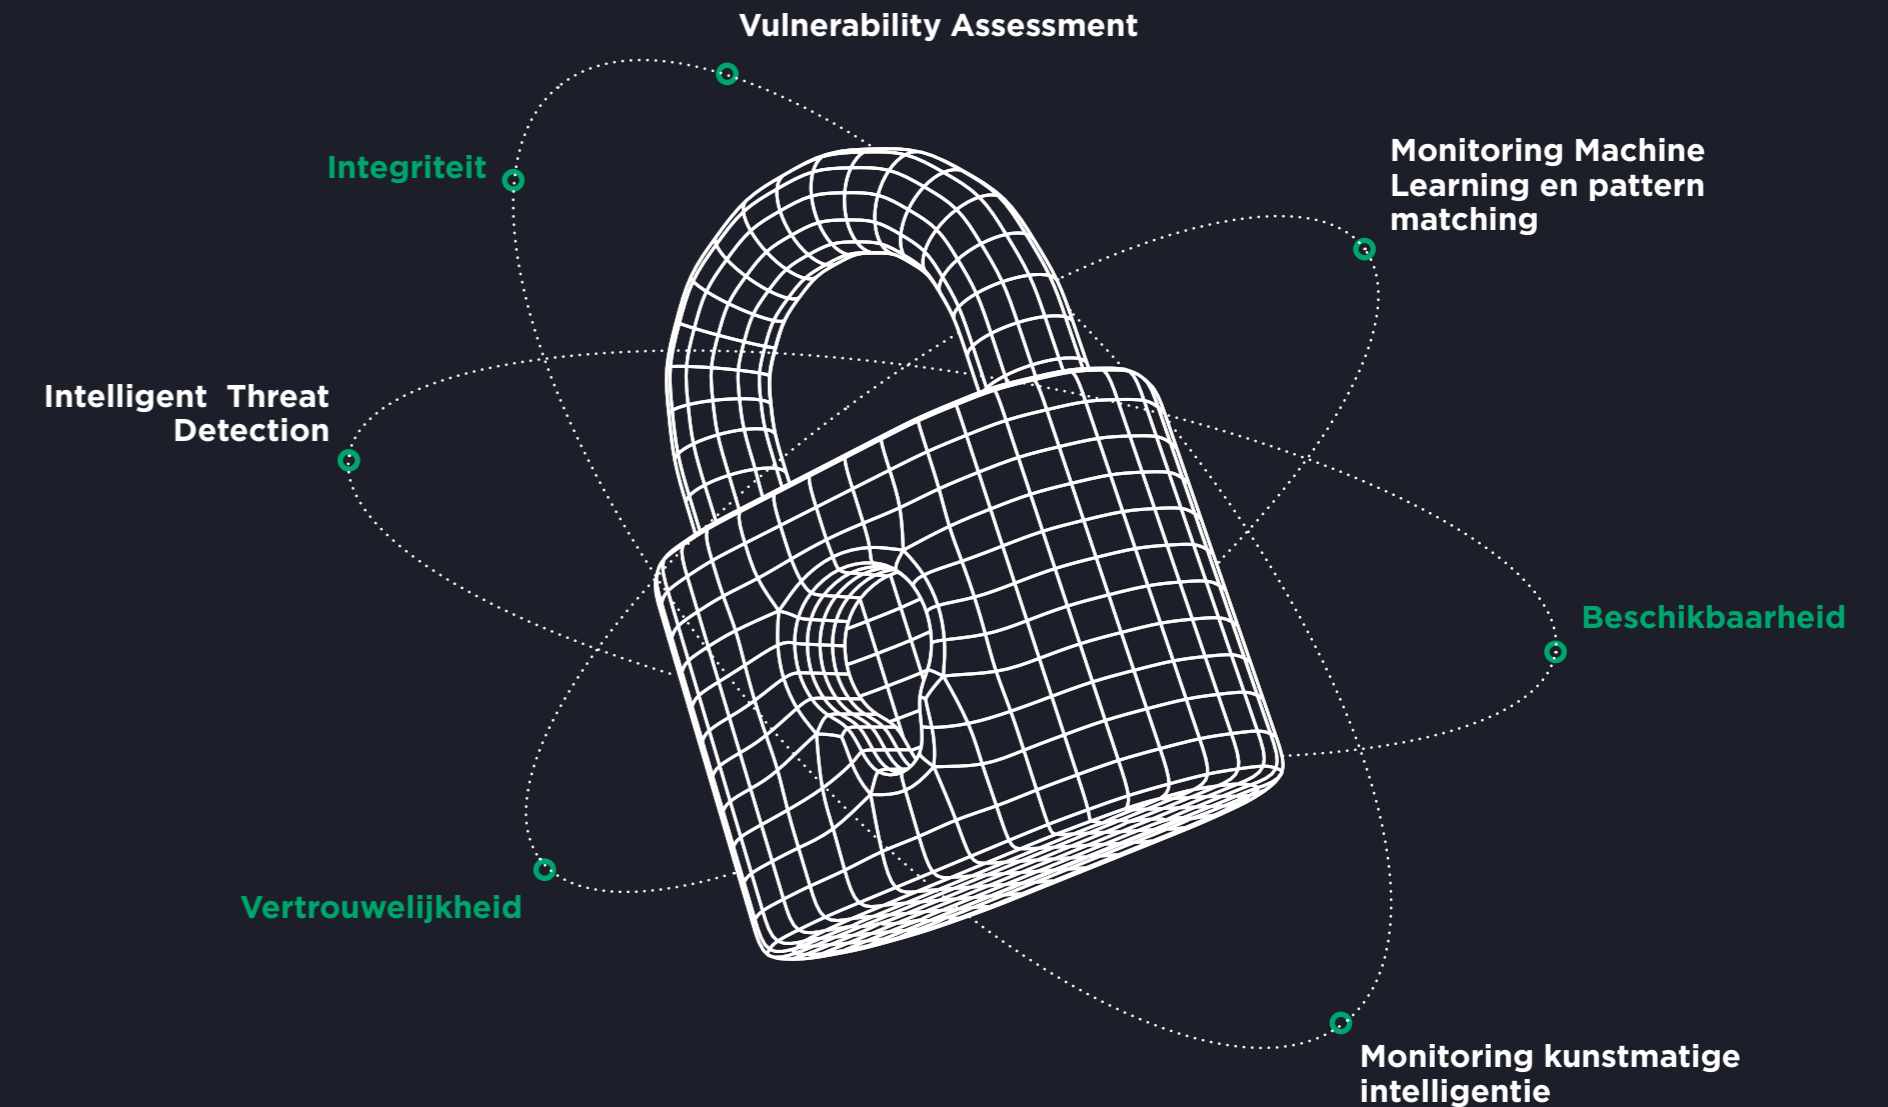 Vulnerability Assessment
Integriteit
Monitoring Machine
Learning en pattern
matching
Intelligent Threat
Detection
Beschikbaarheid
Vertrouwelijkheid
Monitoring kunstmatige
intelligentie